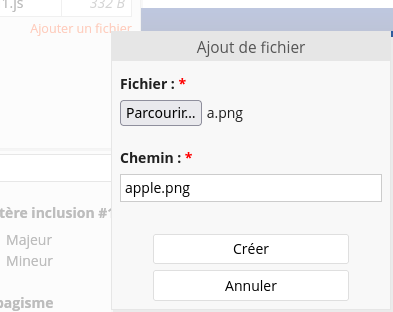 1.js 332 B
Ajouter un fichier
Ajout de fichier
Fichier : *
Parcourir... a.png
Chemin : *
apple.png
tère inclusion #1
Majeur
Mineur
Créer
Annuler
bagisme